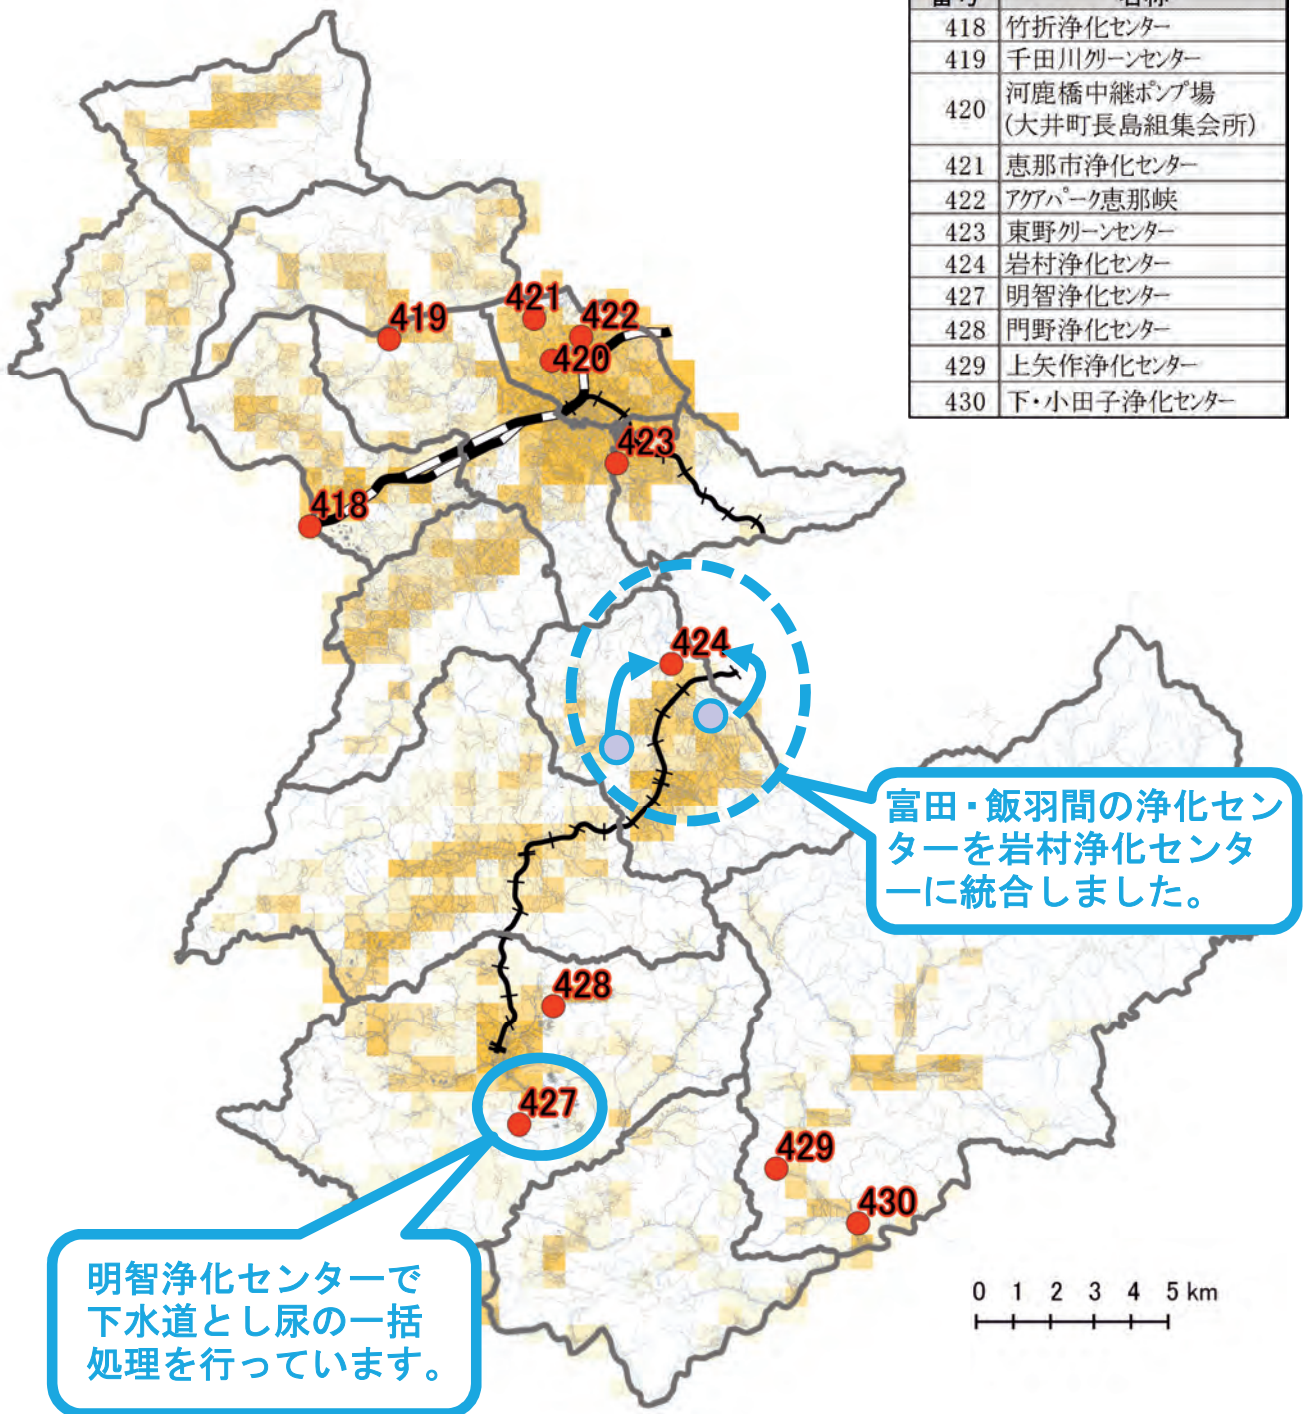 番号 名称
418 竹折浄化センター
419 千田川クリーンセンター
420 河鹿橋中継ポンプ場
(大井町長島組集会所)
421 恵那市浄化センター
422 アクアパーク恵那峡
423 東野クリーンセンター
424 岩村浄化センター
427 明智浄化センター
428 門野浄化センター
429 上矢作浄化センター
430 下・小田子浄化センター
421
422
419
420
423
418
424
富田・飯羽間の浄化セン
ターを岩村浄化センタ
ーに統合しました。
428
427
429
430
明智浄化センターで
下水道とし尿の一括
処理を行っています。
0 1 2 3 4 5 km